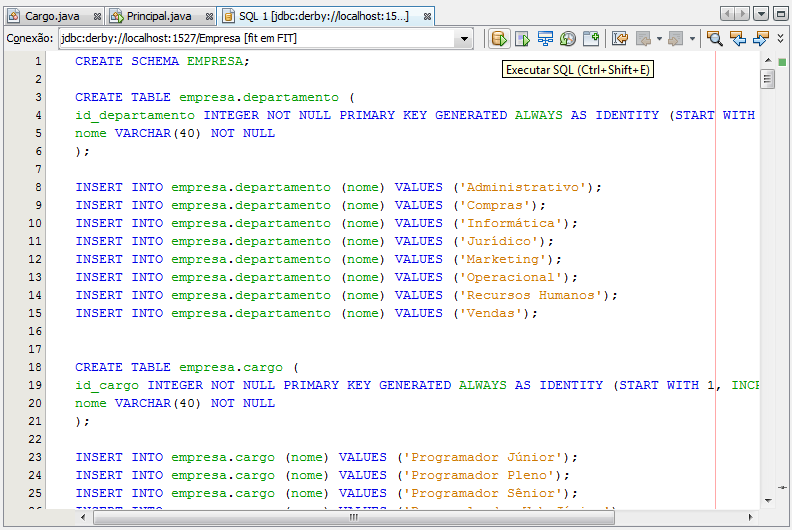 Cargo.java
Principal.java
SQL 1 [jdbc:derby://localhost:15...]
Conexão: jdbc:derby://localhost:1527/Empresa [fit em FIT]
Executar SQL (Ctrl+Shift+E)
1 CREATE SCHEMA EMPRESA;
2
3 CREATE TABLE empresa.departamento (
4 id_departamento INTEGER NOT NULL PRIMARY KEY GENERATED ALWAYS AS IDENTITY (START WITH
5 nome VARCHAR(40) NOT NULL
6 );
7
8 INSERT INTO empresa.departamento (nome) VALUES ('Administrativo');
9 INSERT INTO empresa.departamento (nome) VALUES ('Compras');
10 INSERT INTO empresa.departamento (nome) VALUES ('Informática');
11 INSERT INTO empresa.departamento (nome) VALUES ('Jurídico');
12 INSERT INTO empresa.departamento (nome) VALUES ('Marketing');
13 INSERT INTO empresa.departamento (nome) VALUES ('Operacional');
14 INSERT INTO empresa.departamento (nome) VALUES ('Recursos Humanos');
15 INSERT INTO empresa.departamento (nome) VALUES ('Vendas');
16
17
18 CREATE TABLE empresa.cargo (
19 id_cargo INTEGER NOT NULL PRIMARY KEY GENERATED ALWAYS AS IDENTITY (START WITH 1, INCR
20 nome VARCHAR(40) NOT NULL
21 );
22
23 INSERT INTO empresa.cargo (nome) VALUES ('Programador Júnior');
24 INSERT INTO empresa.cargo (nome) VALUES ('Programador Pleno');
25 INSERT INTO empresa.cargo (nome) VALUES ('Programador Sênior');